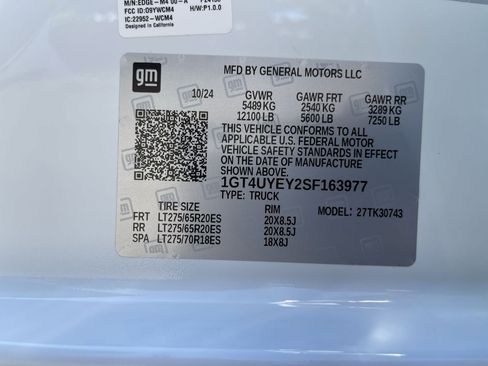 M/N:EDGE-M4 00-A
FCC ID:O9YWCM4 H/W:P1.0.0
IC:22952-WCM4
Designed in California
gm
MFD BY GENERAL MOTORS LLC
10/24 GVWR GAWR FRT GAWR RR
5489 KG 2540 KG 3289 KG
12100 LB 5600 LB 7250 LB
THIS VEHICLE CONFORMS TO ALL
APPLICABLE U.S. FEDERAL MOTOR
VEHICLE SAFETY STANDARDS IN EFFECT
ON THE DATE OF MANUFACTURE
SHOWN ABOVE.
1GT4UYEY2SF163977
TYPE: TRUCK
TIRE SIZE RIM MODEL: 27TK30743
FRT LT275/65R20ES 20X8.5J
RR LT275/65R20ES 20X8.5J
SPA LT275/70R18ES 18X8J